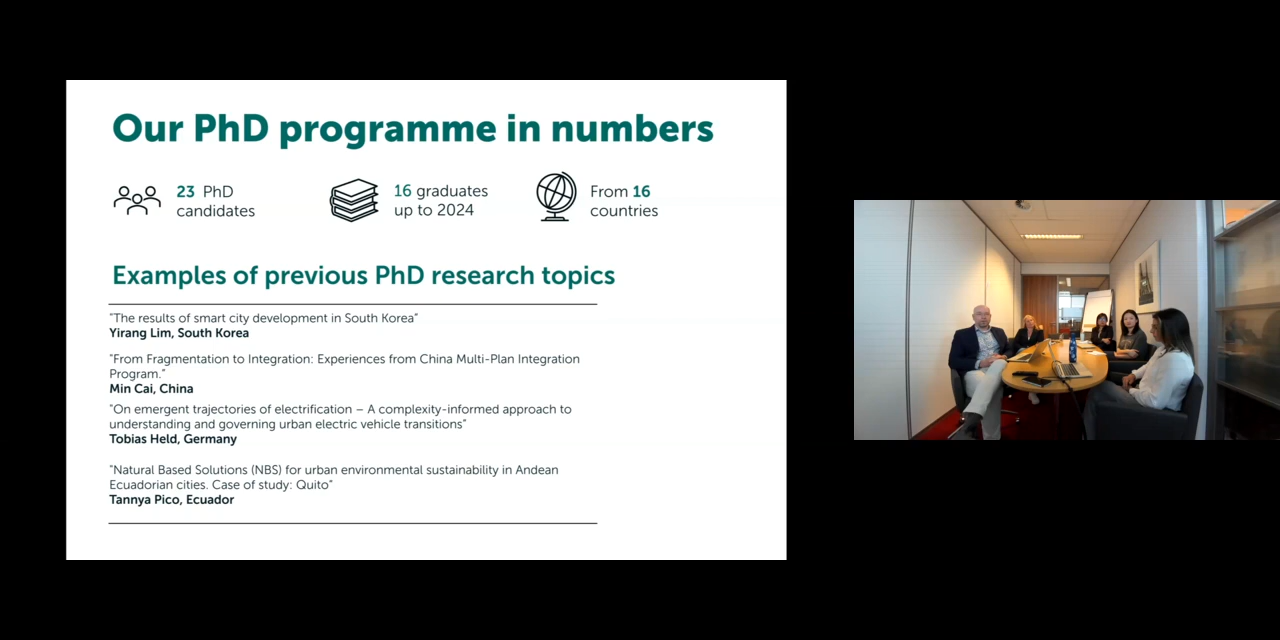 Our PhD programme in numbers
23 PhD
candidates
16 graduates
up to 2024
From 16
countries
Examples of previous PhD research topics
"The results of smart city development in South Korea"
Yirang Lim, South Korea
"From Fragmentation to Integration: Experiences from China Multi-Plan Integration
Program."
Min Cai, China
"On emergent trajectories of electrification – A complexity-informed approach to
understanding and governing urban electric vehicle transitions"
Tobias Held, Germany
"Natural Based Solutions (NBS) for urban environmental sustainability in Andean
Ecuadorian cities. Case of study: Quito"
Tannya Pico, Ecuador